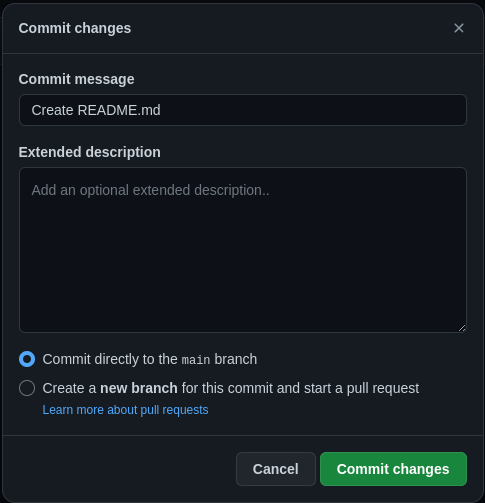 Commit changes
Commit message
Create README.md
Extended description
Add an optional extended description..
Commit directly to the main branch
Create a new branch for this commit and start a pull request
Learn more about pull requests
Cancel
Commit changes